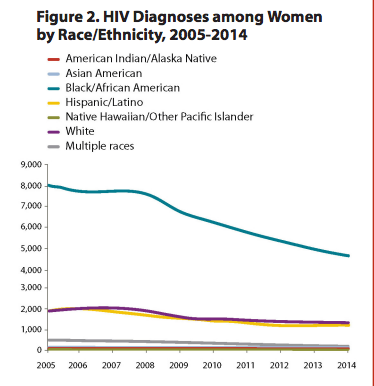 Figure 2. HIV Diagnoses among Women
by Race/Ethnicity, 2005-2014
American Indian/Alaska Native
Asian American
Black/African American
Hispanic/Latino
Native Hawaiian/Other Pacific Islander
White
Multiple races
9,000
8,000
7,000
6,000
5,000
4,000
3,000
2,000
1,000
0
2005 2006 2007 2008 2009 2010 2011 2012 2013 2014